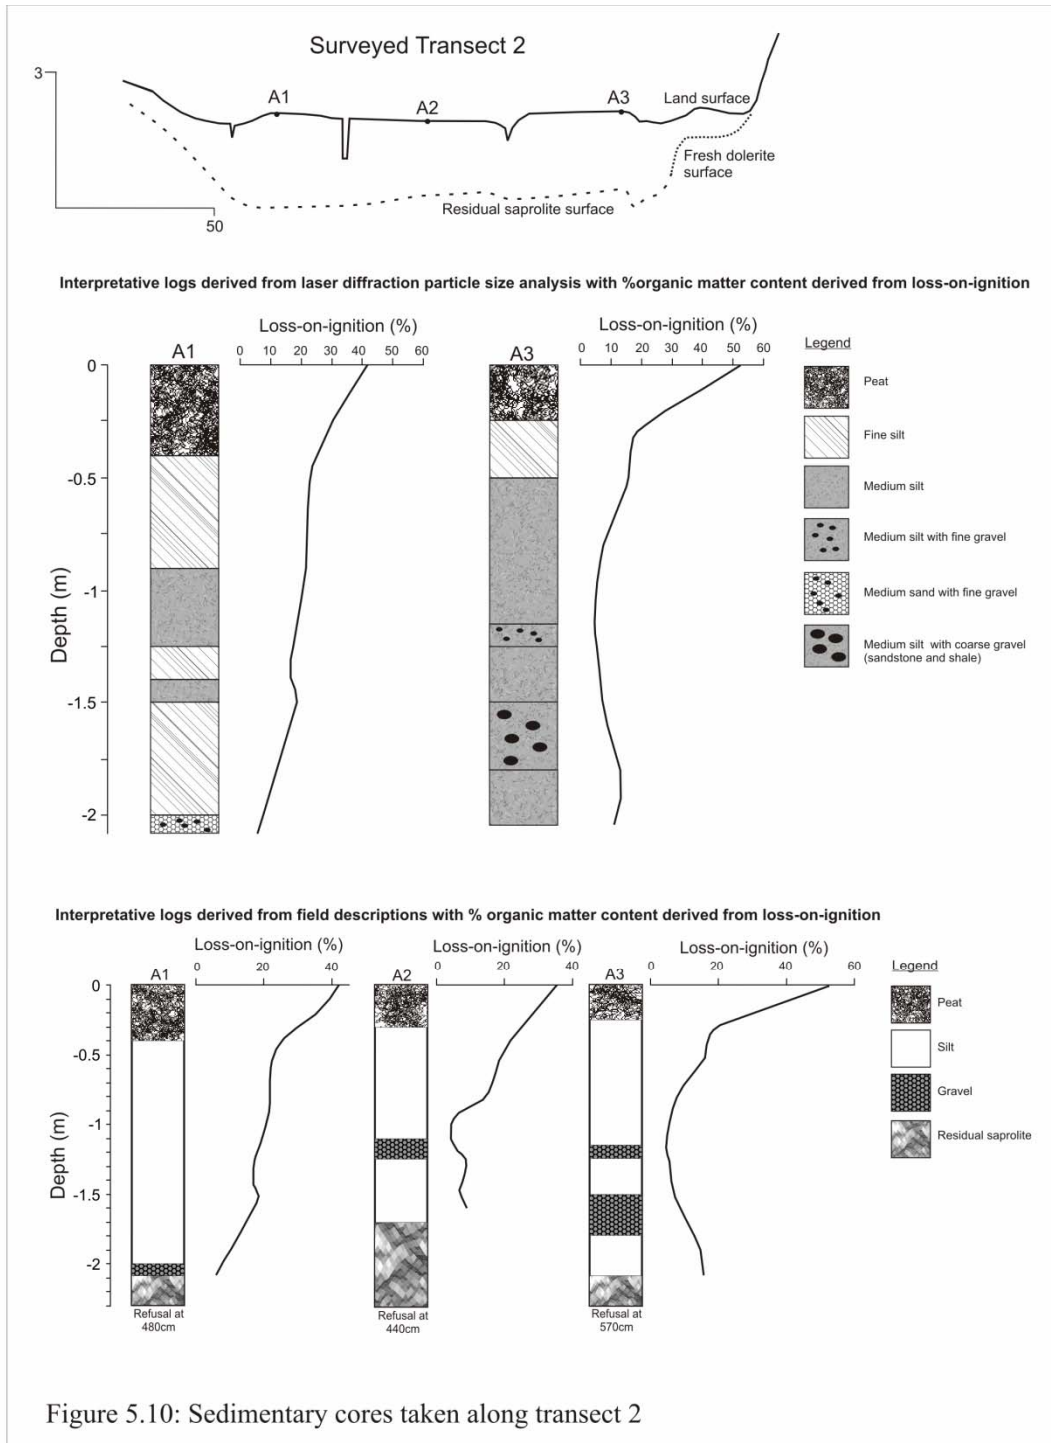 Surveyed Transect 2
3
A1
A2
A3
Land surface
Fresh dolerite
surface
Residual saprolite surface
50
Interpretative logs derived from laser diffraction particle size analysis with %organic matter content derived from loss-on-ignition
Loss-on-ignition (%)
A1
0 10 20 30 40 50 60
Loss-on-ignition (%)
A3
0 10 20 30 40 50 60
Legend
Peat
Fine silt
Medium silt
Medium silt with fine gravel
Medium sand with fine gravel
Medium silt with coarse gravel
(sandstone and shale)
Depth (m)
0
-0.5
-1
-1.5
-2
Interpretative logs derived from field descriptions with % organic matter content derived from loss-on-ignition
Loss-on-ignition (%)
A1
0 20 40
Loss-on-ignition (%)
A2
0 20 40
Loss-on-ignition (%)
A3
0 20 40 60
Legend
Peat
Silt
Gravel
Residual saprolite
Depth (m)
0
-0.5
-1
-1.5
-2
Refusal at
480cm
Refusal at
440cm
Refusal at
570cm
Figure 5.10: Sedimentary cores taken along transect 2